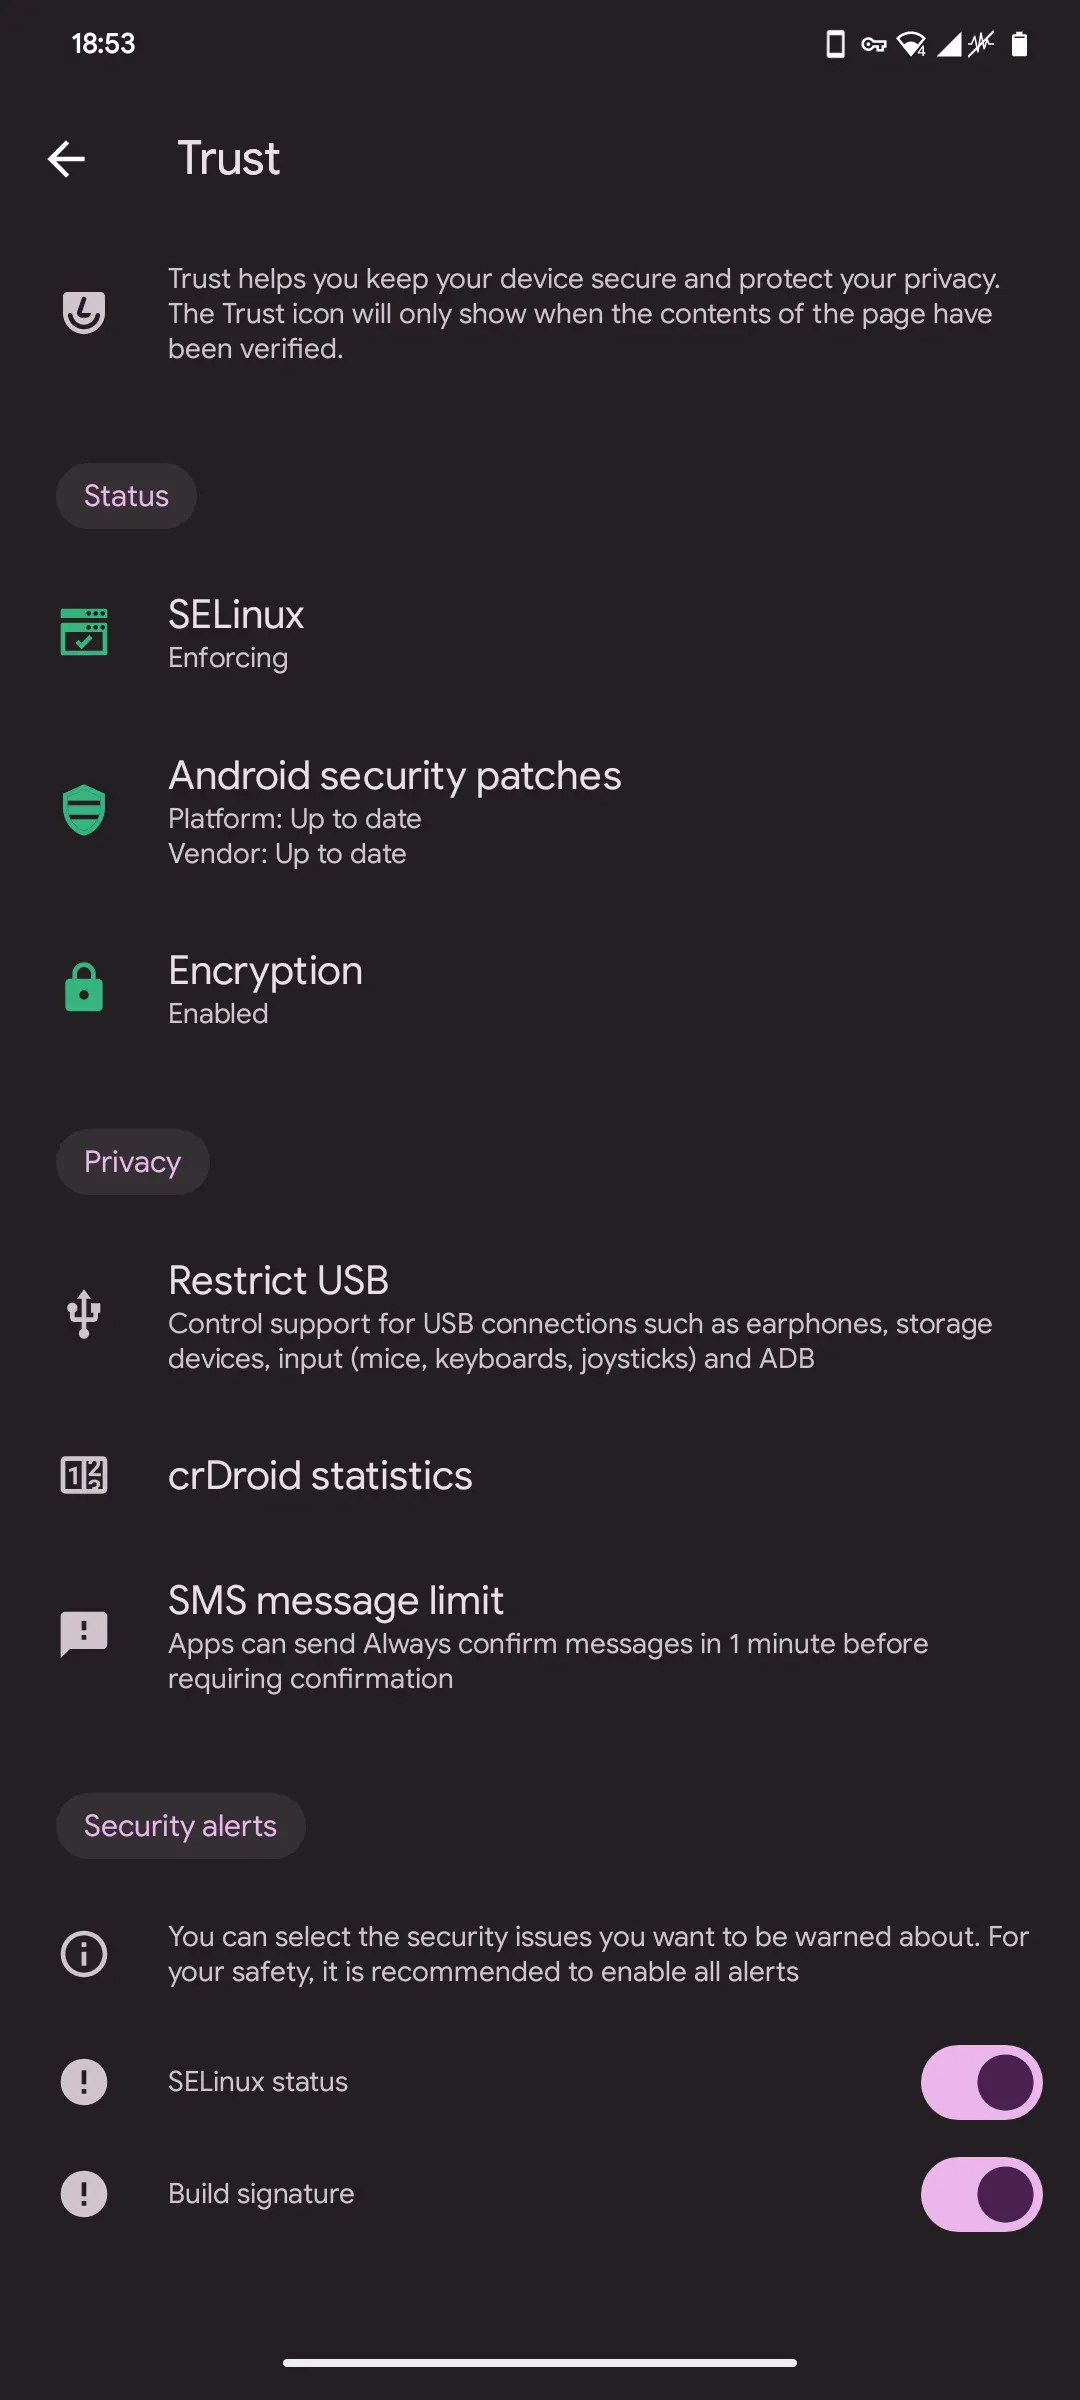 18:53
4
Trust
Trust helps you keep your device secure and protect your privacy.
The Trust icon will only show when the contents of the page have
been verified.
Status
SELinux
Enforcing
Android security patches
Platform: Up to date
Vendor: Up to date
Encryption
Enabled
Privacy
Restrict USB
Control support for USB connections such as earphones, storage
devices, input (mice, keyboards, joysticks) and ADB
crDroid statistics
SMS message limit
Apps can send Always confirm messages in 1 minute before
requiring confirmation
Security alerts
You can select the security issues you want to be warned about. For
your safety, it is recommended to enable all alerts
SELinux status
Build signature